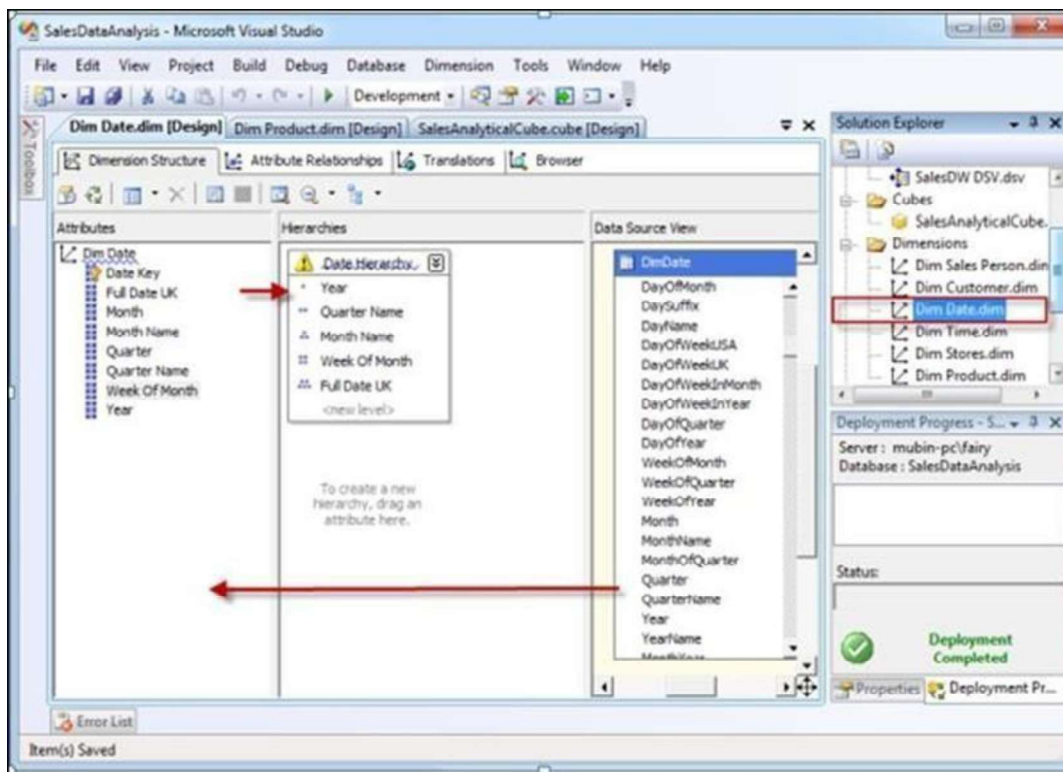 SalesDataAnalysis - Microsoft Visual Studio
File Edit View Project Build Debug Database Dimension Tools Window Help
Development
Toolbox
Dim Date.dim [Design] Dim Product.dim [Design] SalesAnalyticalCube.cube [Design]
Dimension Structure Attribute Relationships Translations Browser
Attributes
Dim Date
Date Key
Full Date UK
Month
Month Name
Quarter
Quarter Name
Week Of Month
Year
Hierarchies
Date Hierarchy
Year
Quarter Name
Month Name
Week Of Month
Full Date UK
<new level>
To create a new
hierarchy, drag an
attribute here.
Data Source View
DimDate
DayOfMonth
DaySuffix
DayName
DayOfWeekUSA
DayOfWeekUK
DayOfWeekInMonth
DayOfWeekInYear
DayOfQuarter
DayOfYear
WeekOfMonth
WeekOfQuarter
WeekOfYear
Month
MonthName
MonthOfQuarter
Quarter
QuarterName
Year
YearName
MonthYear
Solution Explorer
SalesDW DSV.dsv
Cubes
SalesAnalyticalCube.
Dimensions
Dim Sales Person.din
Dim Customer.dim
Dim Date.dim
Dim Time.dim
Dim Stores.dim
Dim Product.dim
Deployment Progress - S...
Server : mubin-pc\fairy
Database : SalesDataAnalysis
Status:
Deployment
Completed
Properties Deployment Pr...
Error List
Item(s) Saved